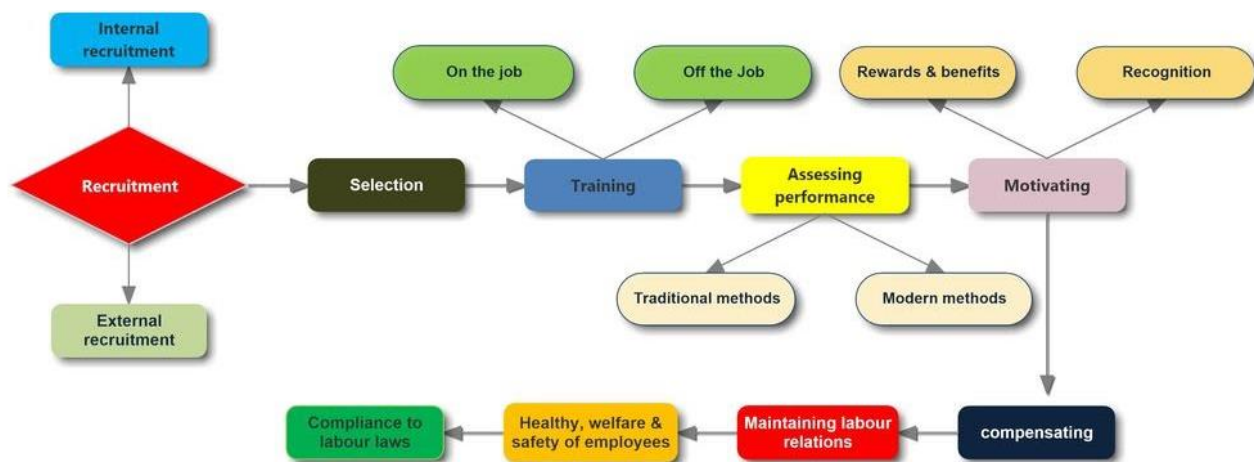 Internal
recruitment
On the job
Off the Job
Rewards & benefits
Recognition
Recruitment
Selection
Training
Assessing
performance
Motivating
Traditional methods
Modern methods
External
recruitment
Compliance to
labour laws
Healthy, welfare &
safety of employees
Maintaining labour
relations
compensating